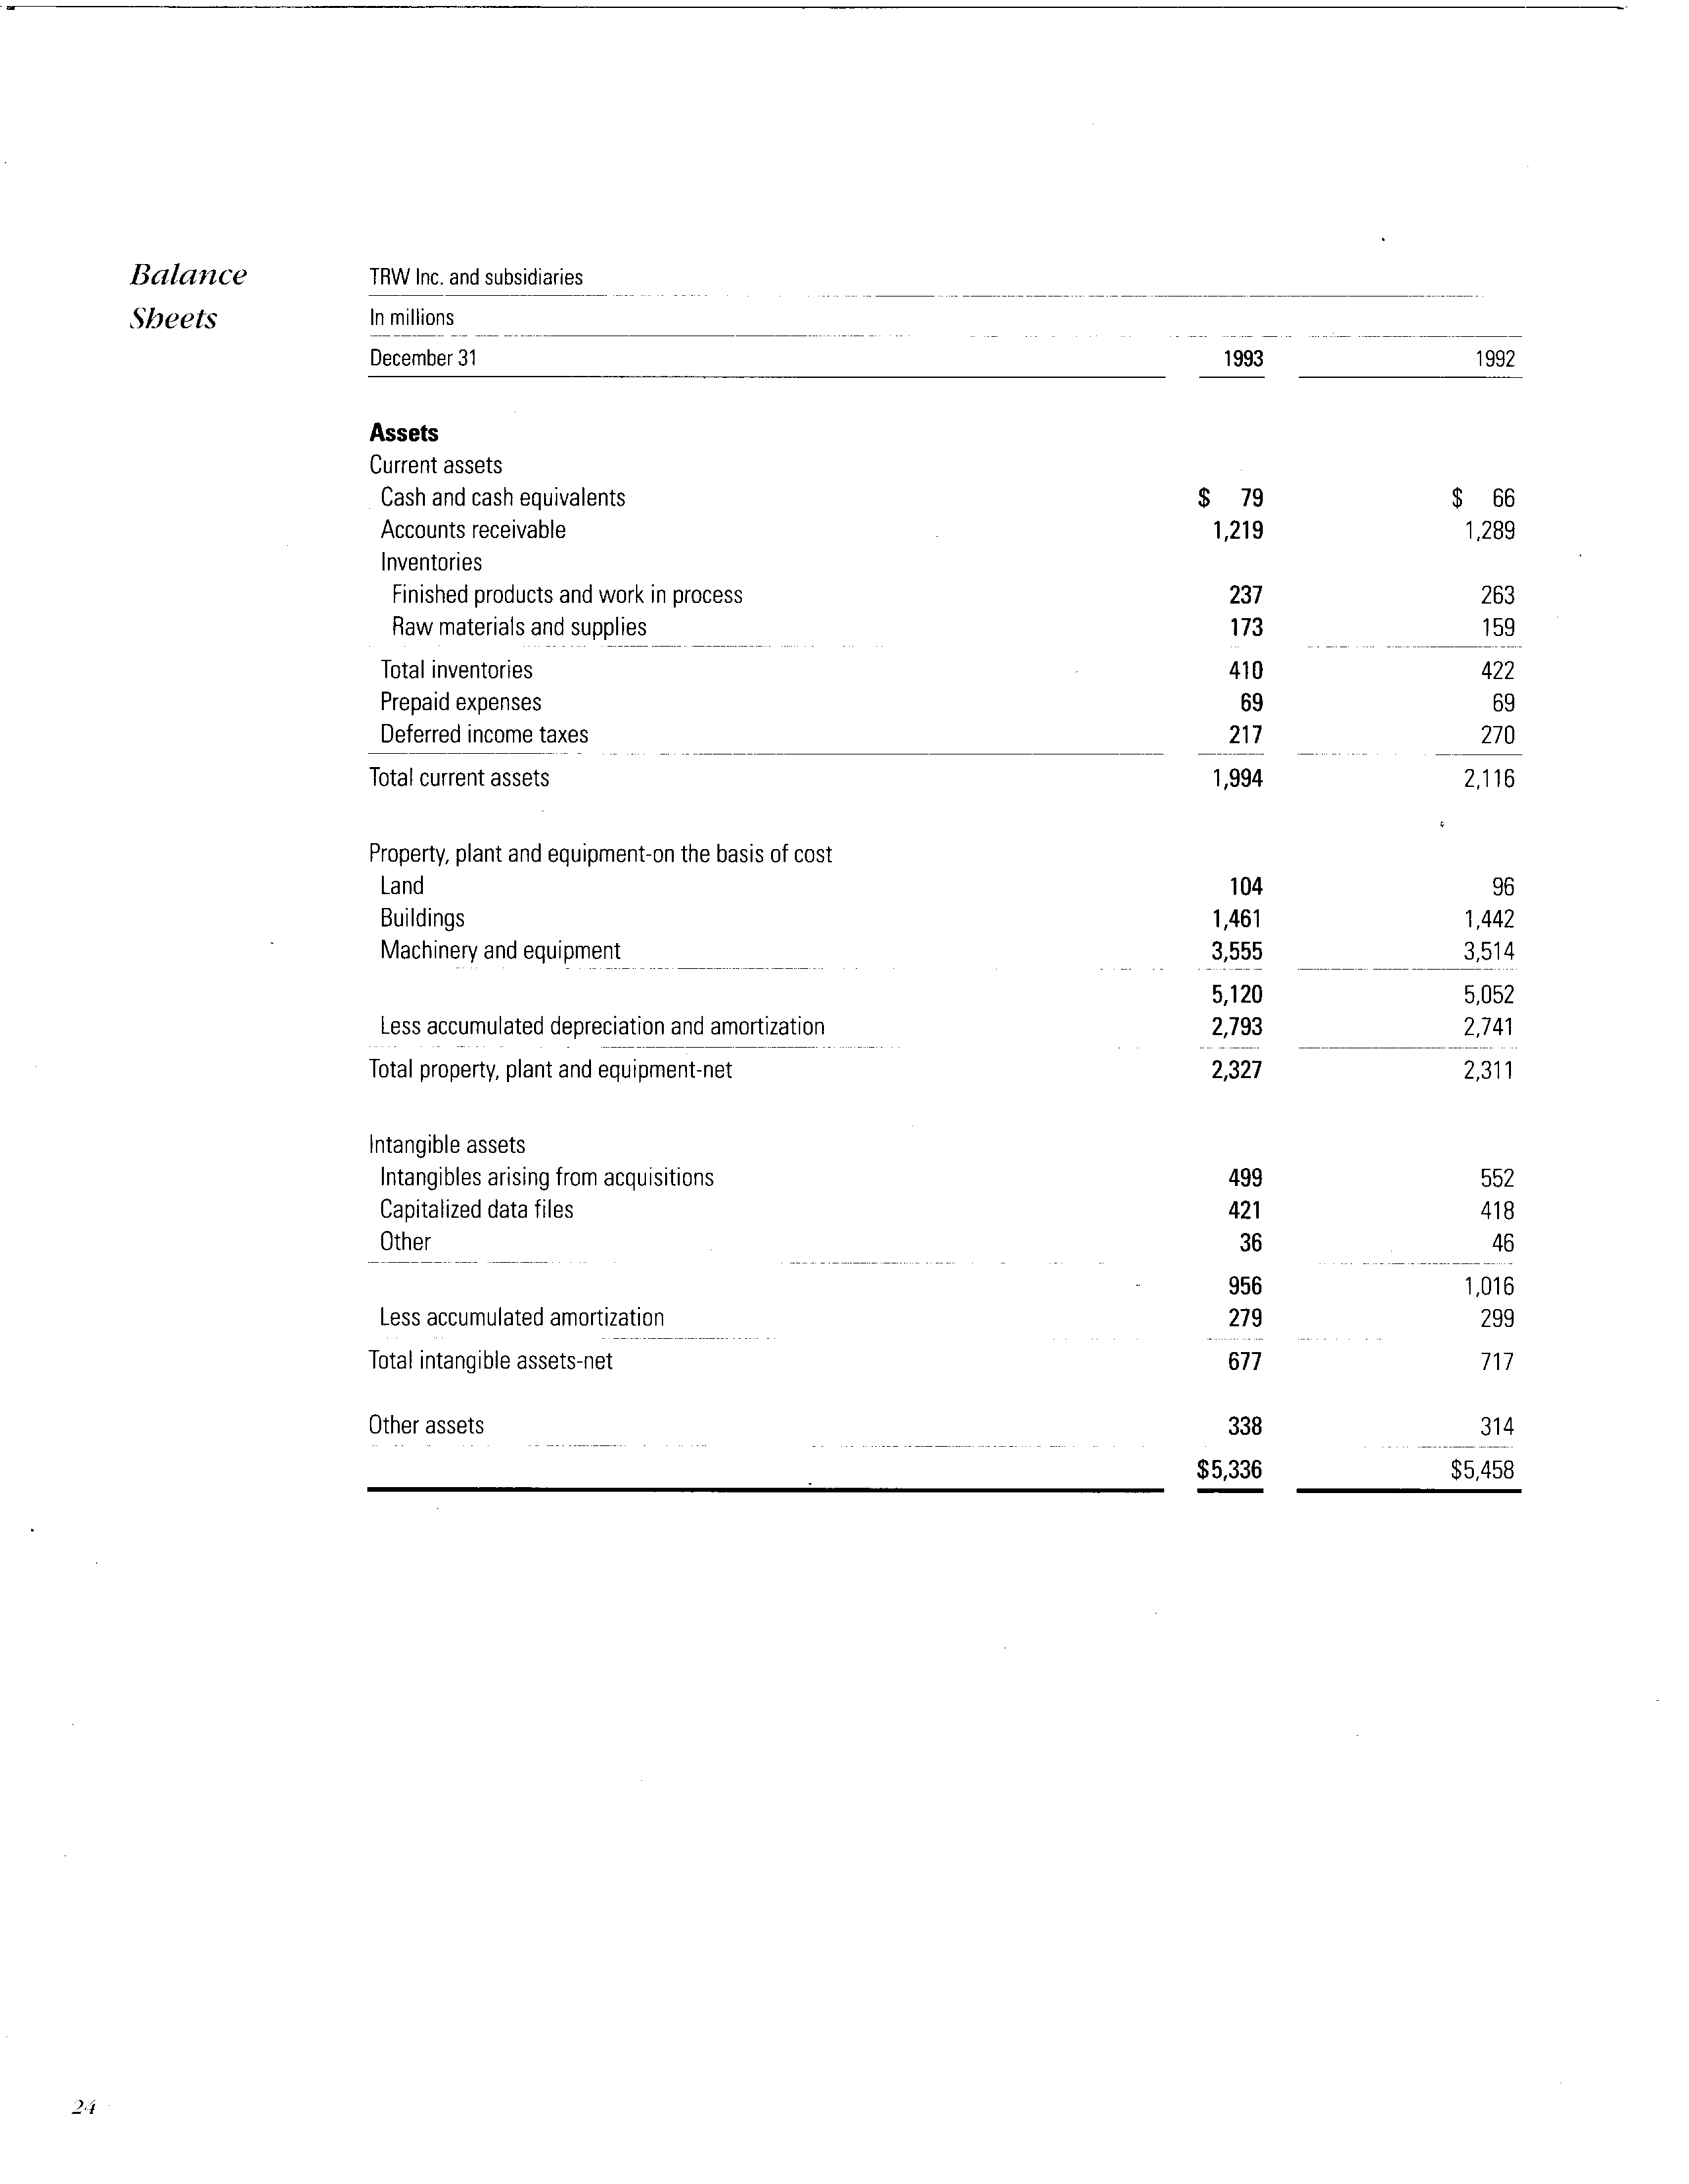 Balance
Sheets
TRW Inc. and subsidiaries
In millions
December 31 1993 1992
Assets
Current assets
Cash and cash equivalents $ 79 $ 66
Accounts receivable 1,219 1,289
Inventories
Finished products and work in process 237 263
Raw materials and supplies 173 159
Total inventories 410 422
Prepaid expenses 69 69
Deferred income taxes 217 270
Total current assets 1,994 2,116
Property, plant and equipment-on the basis of cost
Land 104 96
Buildings 1,461 1,442
Machinery and equipment 3,555 3,514
5,120 5,052
Less accumulated depreciation and amortization 2,793 2,741
Total property, plant and equipment-net 2,327 2,311
Intangible assets
Intangibles arising from acquisitions 499 552
Capitalized data files 421 418
Other 36 46
956 1,016
Less accumulated amortization 279 299
Total intangible assets-net 677 717
Other assets 338 314
$5,336 $5,458
24